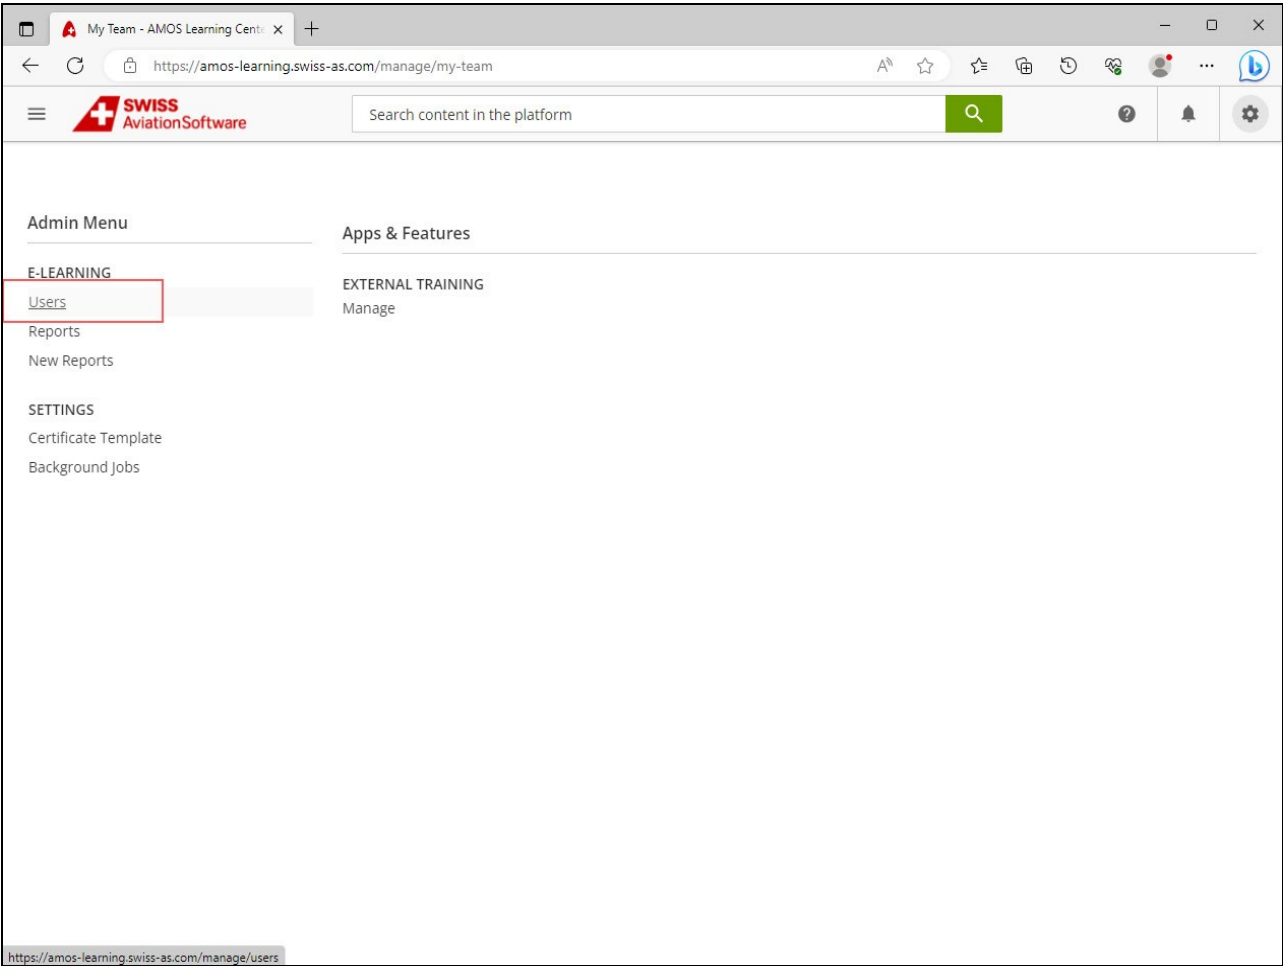 My Team - AMOS Learning Cent
https://amos-learning.swiss-as.com/manage/my-team
SWISS
AviationSoftware
Search content in the platform
Admin Menu
Apps & Features
E-LEARNING
EXTERNAL TRAINING
Users
Manage
Reports
New Reports
SETTINGS
Certificate Template
Background Jobs
https://amos-learning.swiss-as.com/manage/users